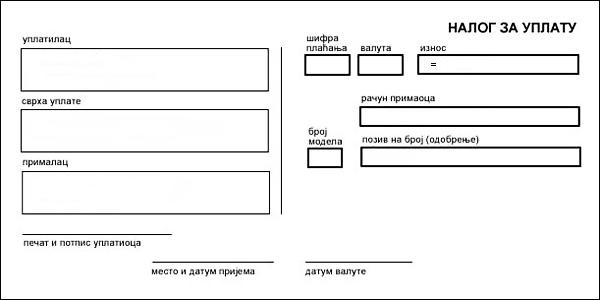 НАЛОГ ЗА УПЛАТУ
уплатилац
шифра
плаћања
валута
износ
=
сврха уплате
рачун примаоца
број
модела
позив на број (одобрење)
прималац
печат и потпис уплатиоца
место и датум пријема
датум валуте